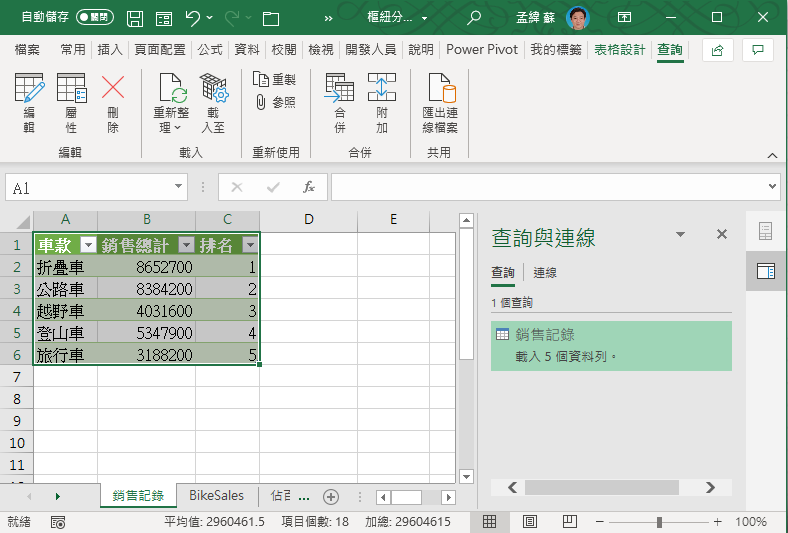 自動儲存 關閉 » 樞紐分... 孟緯 蘇
檔案 常用 插入 頁面配置 公式 資料 校閱 檢視 開發人員 說明 Power Pivot 我的標籤 表格設計 查詢
編輯 屬性 刪除 重新整理 載入至 重製 參照 合併 附加 匯出連線檔案
編輯 載入 重新使用 合併 共用
A1 fx
A B C D E
1 車款 銷售總計 排名
2 折疊車 8652700 1
3 公路車 8384200 2
4 越野車 4031600 3
5 登山車 5347900 4
6 旅行車 3188200 5
7
8
9
10
11
查詢與連線
查詢 連線
1 個查詢
銷售記錄
載入 5 個資料列。
銷售記錄 BikeSales 佔百 ...
就緒 平均值: 2960461.5 項目個數: 18 加總: 29604615 100%